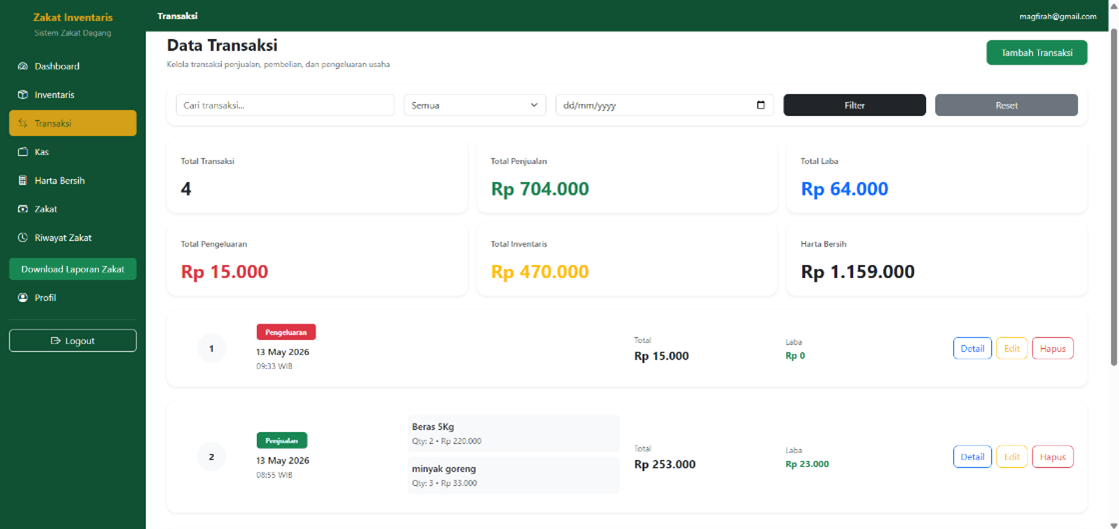 Zakat Inventaris
Sistem Zakat Dagang
Dashboard
Inventaris
Transaksi
Kas
Harta Bersih
Zakat
Riwayat Zakat
Download Laporan Zakat
Profil
Logout
Transaksi
magfirah@gmail.com
Data Transaksi
Kelola transaksi penjualan, pembelian, dan pengeluaran usaha
Tambah Transaksi
Cari transaksi...
Semua
dd/mm/yyyy
Filter
Reset
Total Transaksi
4
Total Penjualan
Rp 704.000
Total Laba
Rp 64.000
Total Pengeluaran
Rp 15.000
Total Inventaris
Rp 470.000
Harta Bersih
Rp 1.159.000
1
Pengeluaran
13 May 2026
09:33 WIB
Total
Rp 15.000
Laba
Rp 0
Detail
Edit
Hapus
2
Penjualan
13 May 2026
08:55 WIB
Beras 5Kg
Qty: 2 • Rp 220.000
minyak goreng
Qty: 3 • Rp 33.000
Total
Rp 253.000
Laba
Rp 23.000
Detail
Edit
Hapus